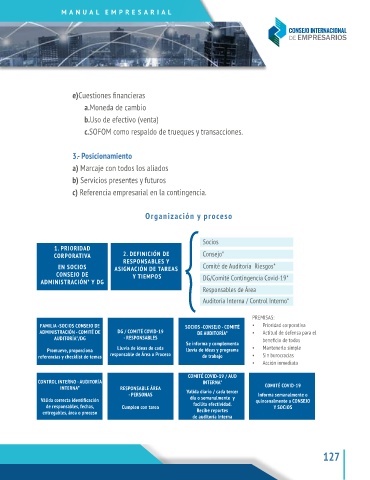 MANUAL EMPRESARIAL
CONSEJO INTERNACIONAL
DE EMPRESARIOS
e)Cuestiones financieras
a.Moneda de cambio
b.Uso de efectivo (venta)
c.SOFOM como respaldo de trueques y transacciones.
3.- Posicionamiento
a) Marcaje con todos los aliados
b) Servicios presentes y futuros
c) Referencia empresarial en la contingencia.
Organización y proceso
1. PRIORIDAD
CORPORATIVA
EN SOCIOS
CONSEJO DE
ADMINISTRACIÓN* Y DG
2. DEFINICIÓN DE
RESPONSABLES Y
ASIGNACIÓN DE TAREAS
Y TIEMPOS
Socios
Consejo*
Comité de Auditoria Riesgos*
DG/Comité Contingencia Covid-19*
Responsables de Área
Auditoría Interna / Control Interno*
FAMILIA-SOCIOS CONSEJO DE
ADMINISTRACIÓN - COMITÉ DE
AUDITORÍA*/DG
Promueve, proporciona
referencias y checklist de temas
DG / COMITÉ COVID-19
- RESPONSABLES
Lluvia de ideas de cada
responsable de Área o Proceso
SOCIOS -CONSEJO - COMITÉ
DE AUDITORÍA*
Se informa y complementa
lluvia de ideas y programa
de trabajo
PREMISAS:
• Prioridad corporativa
• Actitud de defensa para el
beneficio de todos
• Mantenerla simple
• Sin burocracias
• Acción inmediata
CONTROL INTERNO - AUDITORÍA
INTERNA*
Valida correcta identificación
de responsables, fechas,
entregables, área o proceso
RESPONSABLE ÁREA
- PERSONAS
Cumplen con tarea
COMITÉ COVID-19 / AUD
INTERNA*
Valida diario / cada tercer
día o semanalmente y
facilita efectividad.
Recibe reportes
de auditoría interna
COMITÉ COVID-19
Informa semanalmente o
quincenalmente a CONSEJO
Y SOCIOS
127